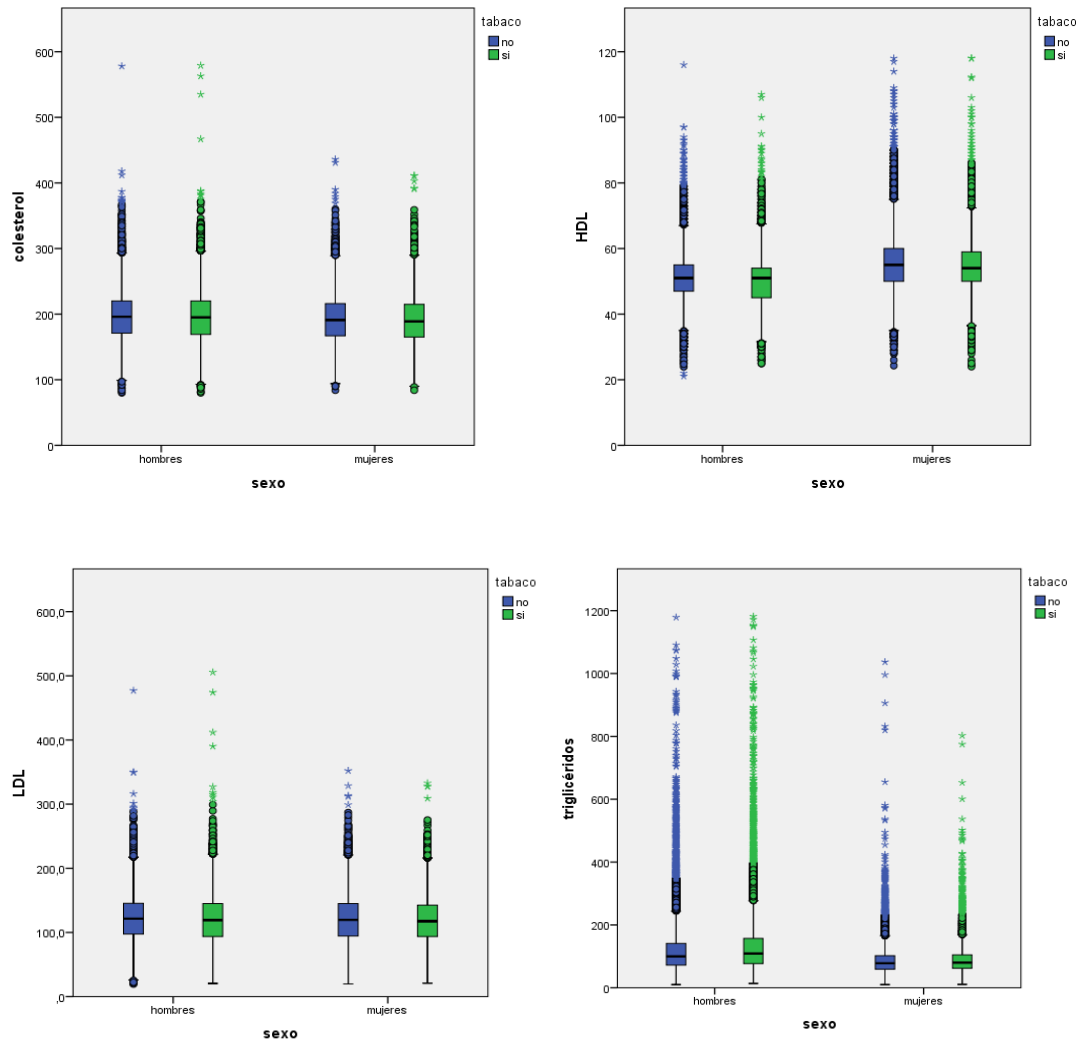 tabaco
no
si
600
500
400
300
200
100
0
colesterol
hombres
mujeres
sexo
tabaco
no
si
120
100
80
60
40
20
0
HDL
hombres
mujeres
sexo
tabaco
no
si
600,0
500,0
400,0
300,0
200,0
100,0
,0
LDL
hombres
mujeres
sexo
tabaco
no
si
1200
1000
800
600
400
200
0
triglicéridos
hombres
mujeres
sexo